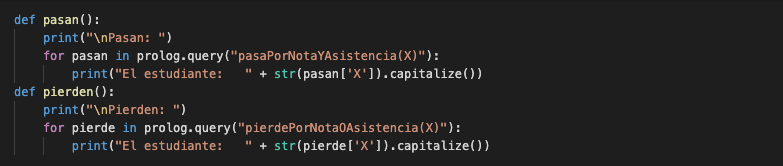 def pasan():
    print("\nPasan: ")
    for pasan in prolog.query("pasaPorNotaYAsistencia(X)"):
        print("El estudiante:   " + str(pasan['X']).capitalize())
def pierden():
    print("\nPierden: ")
    for pierde in prolog.query("pierdePorNotaOAsistencia(X)"):
        print("El estudiante:   " + str(pierde['X']).capitalize())